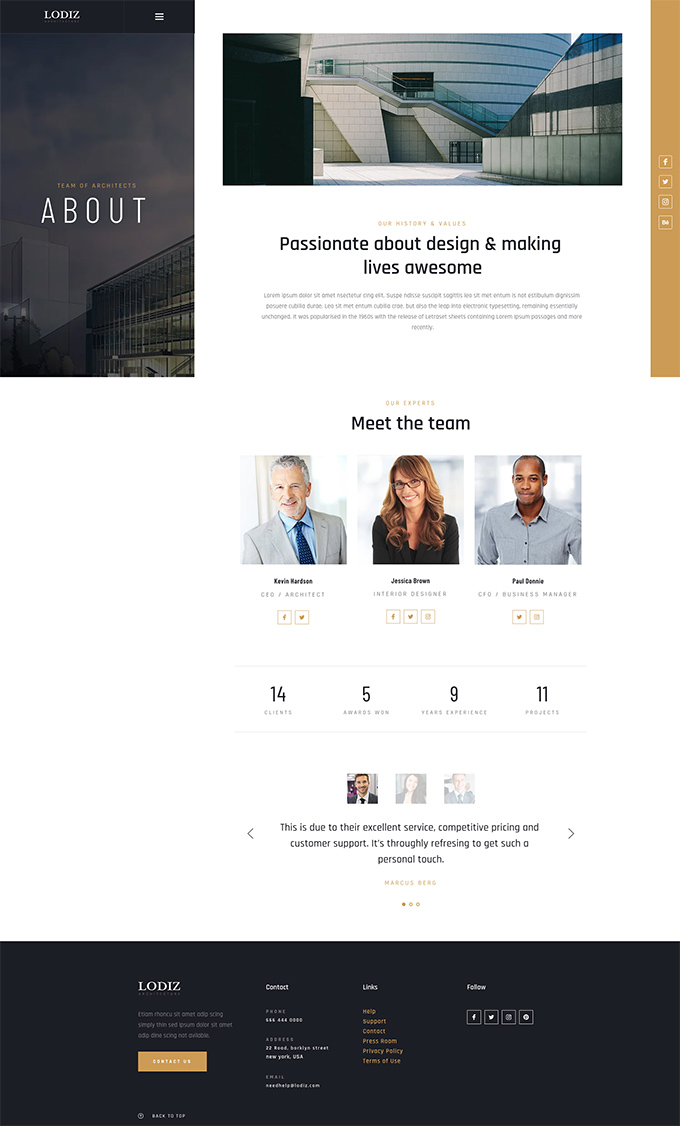 LODIZ
ARCHITECTURE
TEAM OF ARCHITECTS
ABOUT
OUR HISTORY & VALUES
Passionate about design & making
lives awesome
Lorem ipsum dolor sit amet nsectetur cing elit. Suspe ndisse suscipit sagittis leo sit met entum is not estibulum dignissim
posuere cubilia durae. Leo sit met entum cubilia crae. but also the leap into electronic typesetting, remaining essentially
unchanged. It was popularised in the 1960s with the release of Letraset sheets containing Lorem Ipsum passages and more
recently.
OUR EXPERTS
Meet the team
Kevin Hardson
CEO / ARCHITECT
Jessica Brown
INTERIOR DESIGNER
Paul Donnie
CFO / BUSINESS MANAGER
14
CLIENTS
5
AWARDS WON
9
YEARS EXPERIENCE
11
PROJECTS
This is due to their excellent service, competitive pricing and
customer support. It's throughly refresing to get such a
personal touch.
MARCUS BERG
LODIZ
ARCHITECTURE
Etiam rhoncu sit amet adip scing
simply thin sed ipsum dolor sit amet
adip dine scing not avilable.
CONTACT US
BACK TO TOP
Contact
PHONE
666 444 0000
ADDRESS
22 Road, borklyn street
new york, USA
EMAIL
needhelp@lodiz.com
Links
Help
Support
Contact
Press Room
Privacy Policy
Terms of Use
Follow